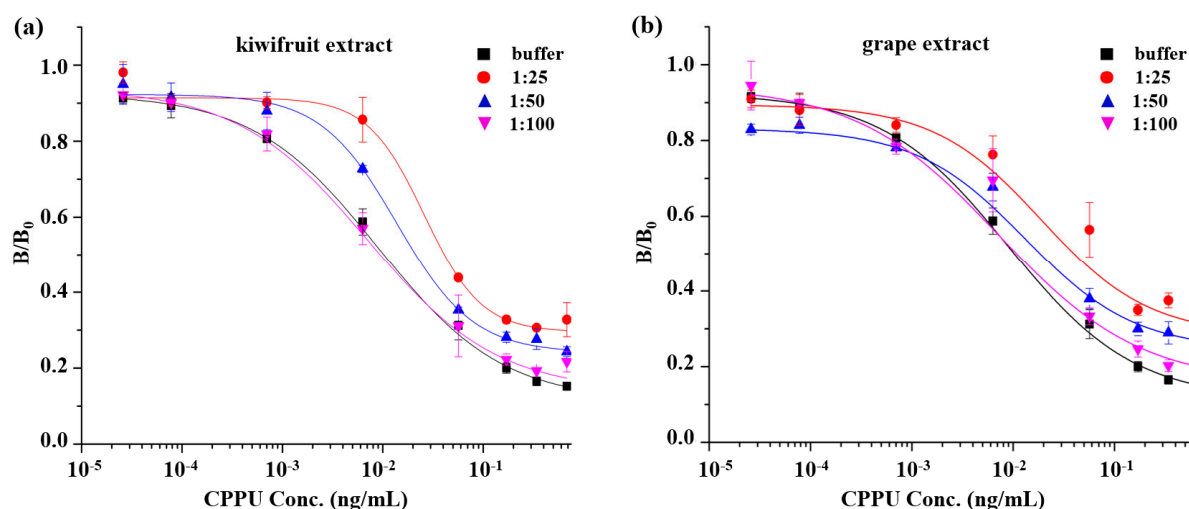 (a)
kiwifruit extract
buffer
1:25
1:50
1:100
1.0
0.8
0.6
0.4
0.2
0.0
B/B₀
10⁻⁵
10⁻⁴
10⁻³
10⁻²
10⁻¹
CPPU Conc. (ng/mL)
(b)
grape extract
buffer
1:25
1:50
1:100
1.0
0.8
0.6
0.4
0.2
0.0
B/B₀
10⁻⁵
10⁻⁴
10⁻³
10⁻²
10⁻¹
CPPU Conc. (ng/mL)